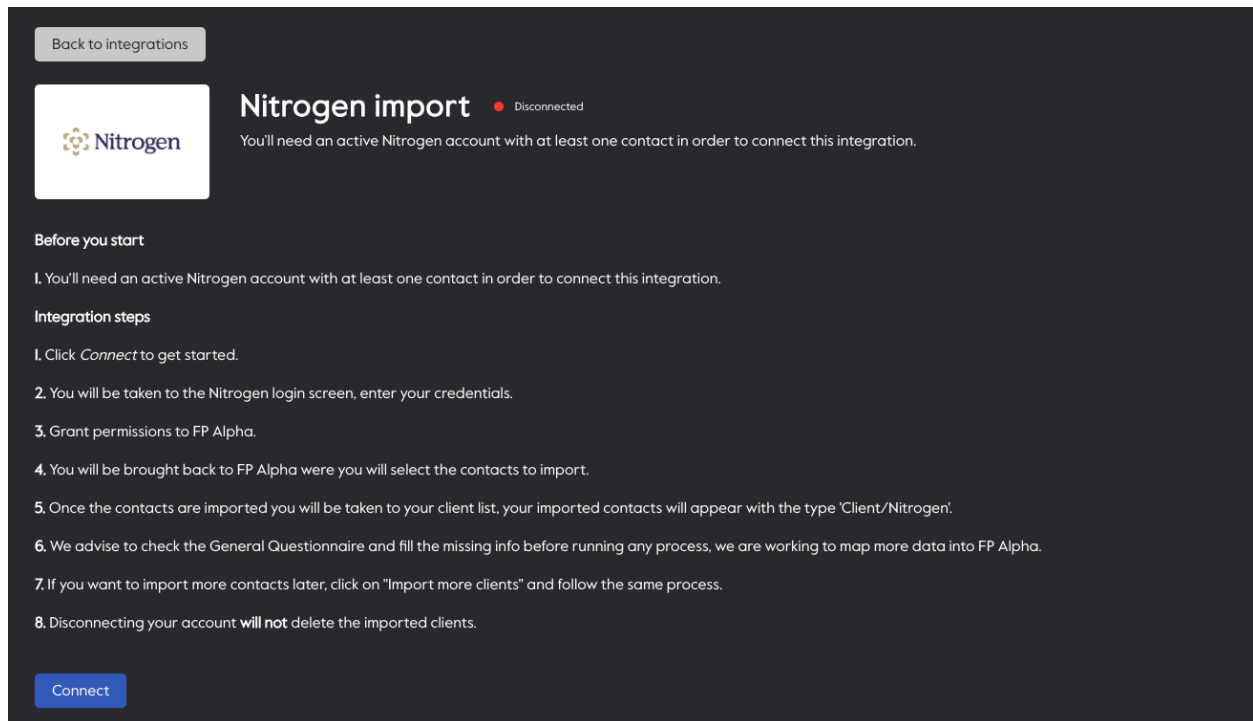 Back to integrations
Nitrogen
Nitrogen import
Disconnected
You'll need an active Nitrogen account with at least one contact in order to connect this integration.
Before you start
1. You'll need an active Nitrogen account with at least one contact in order to connect this integration.
Integration steps
1. Click Connect to get started.
2. You will be taken to the Nitrogen login screen, enter your credentials.
3. Grant permissions to FP Alpha.
4. You will be brought back to FP Alpha were you will select the contacts to import.
5. Once the contacts are imported you will be taken to your client list, your imported contacts will appear with the type 'Client/Nitrogen'.
6. We advise to check the General Questionnaire and fill the missing info before running any process, we are working to map more data into FP Alpha.
7. If you want to import more contacts later, click on "Import more clients" and follow the same process.
8. Disconnecting your account will not delete the imported clients.
Connect